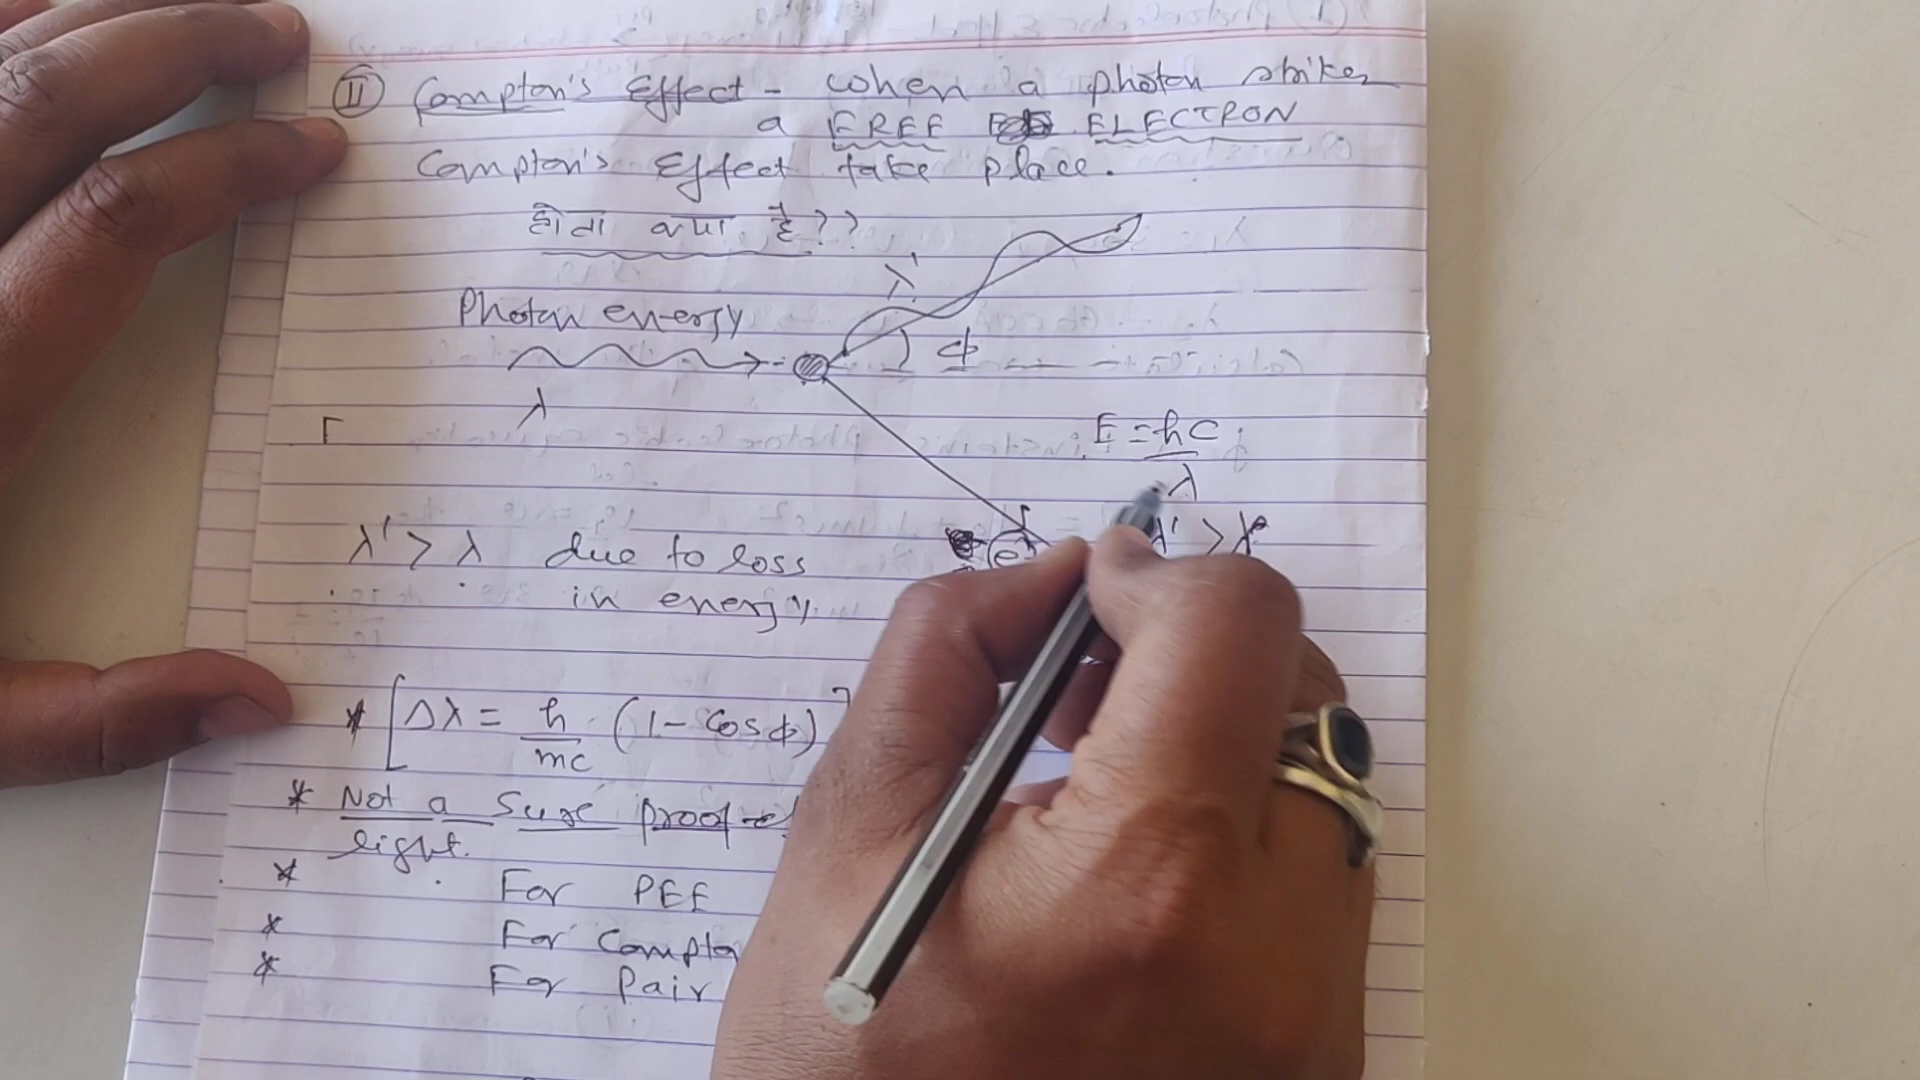 II Compton's Effect - when a photon strikes
a FREE ELECTRON
Compton's Effect take place.
होता क्या है??
λ'
Photon energy
ϕ
λ
E = hc
λ
λ' > λ due to loss
e
λ' > λ
in energy
* [Δλ = h/mc (1 - cosϕ)]
* Not a sure proof
light.
* For PEE
* For Compton
* For Pair